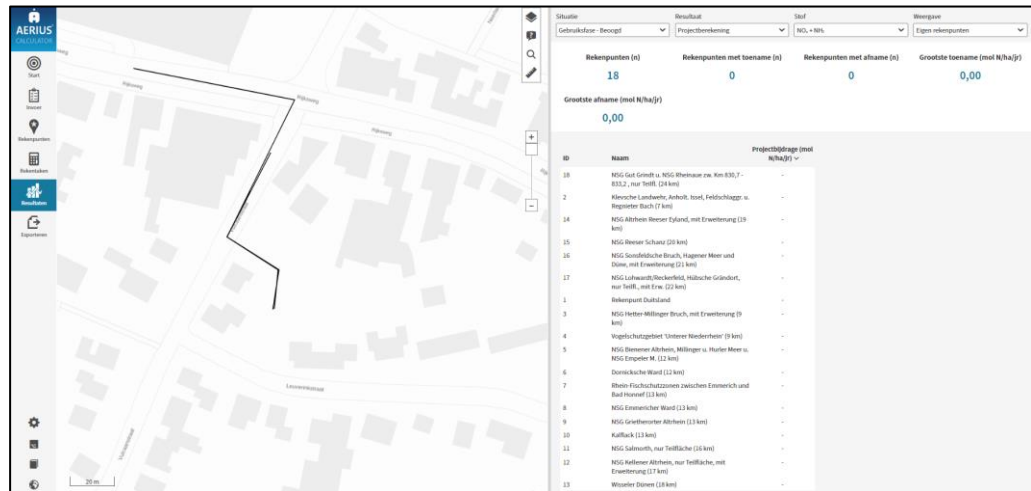 AERIUS
CALCULATOR
Start
Invoer
Rekenpunten
Rekentaken
Resultaten
Exporteren
Rijksweg
Rijksweg
Rijksweg
20 m
Situatie
Resultaat
Stof
Weergave
Gebruiksfase - Beoogd
Projectberekening
NOₓ + NH₃
Eigen rekenpunten
Rekenpunten (n)
Rekenpunten met toename (n)
Rekenpunten met afname (n)
Grootste toename (mol N/ha/jr)
18
0
0
0,00
Grootste afname (mol N/ha/jr)
0,00
Projectbijdrage (mol
ID
Naam
N/ha/jr)
18
NSG Gut Grindt u. NSG Rheinaue zw. Km 830,7 -
833,2 , nur Teilfl. (24 km)
-
2
Klevsche Landwehr, Anholt. Issel, Feldschlaggr. u.
Regnieter Bach (7 km)
-
14
NSG Altrhein Reeser Eyland, mit Erweiterung (19
km)
-
15
NSG Reeser Schanz (20 km)
-
16
NSG Sonsfeldsche Bruch, Hagener Meer und
Düne, mit Erweiterung (21 km)
-
17
NSG Lohwardt/Reckerfeld, Hübsche Grändort,
nur Teilfl., mit Erw. (22 km)
-
1
Rekenpunt Duitsland
-
3
NSG Hetter-Millinger Bruch, mit Erweiterung (9
km)
-
4
Vogelschutzgebiet 'Unterer Niederrhein' (9 km)
-
5
NSG Bienener Altrhein, Millinger u. Hurler Meer u.
NSG Empeler M. (12 km)
-
6
Dornicksche Ward (12 km)
-
7
Rhein-Fischschutzzonen zwischen Emmerich und
Bad Honnef (13 km)
-
8
NSG Emmericher Ward (13 km)
-
9
NSG Grietherorter Altrhein (13 km)
-
10
Kalflack (13 km)
-
11
NSG Salmorth, nur Teilfläche (16 km)
-
12
NSG Kellener Altrhein, nur Teilfläche, mit
Erweiterung (17 km)
-
13
Wisseler Dünen (18 km)
-